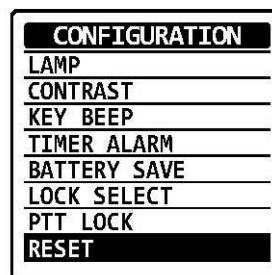 CONFIGURATION
LAMP
CONTRAST
KEY BEEP
TIMER ALARM
BATTERY SAVE
LOCK SELECT
PTT LOCK
RESET